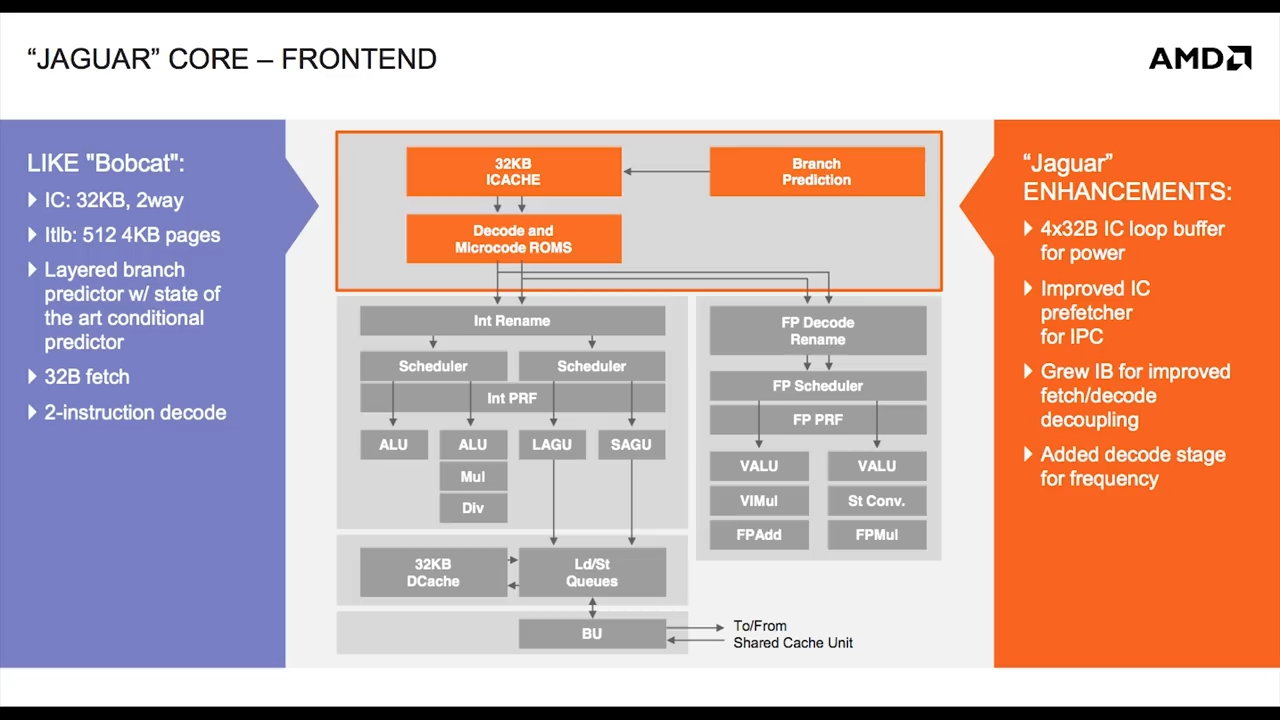 “JAGUAR” CORE – FRONTEND
AMD
LIKE "Bobcat":
IC: 32KB, 2way
Itlb: 512 4KB pages
Layered branch
predictor w/ state of
the art conditional
predictor
32B fetch
2-instruction decode
32KB
ICACHE
Branch
Prediction
Decode and
Microcode ROMS
Int Rename
Scheduler
Scheduler
Int PRF
ALU
ALU
LAGU
SAGU
Mul
Div
FP Decode
Rename
FP Scheduler
FP PRF
VALU
VALU
VIMul
St Conv.
FPAdd
FPMul
32KB
DCache
Ld/St
Queues
BU
To/From
Shared Cache Unit
“Jaguar”
ENHANCEMENTS:
4x32B IC loop buffer
for power
Improved IC
prefetcher
for IPC
Grew IB for improved
fetch/decode
decoupling
Added decode stage
for frequency